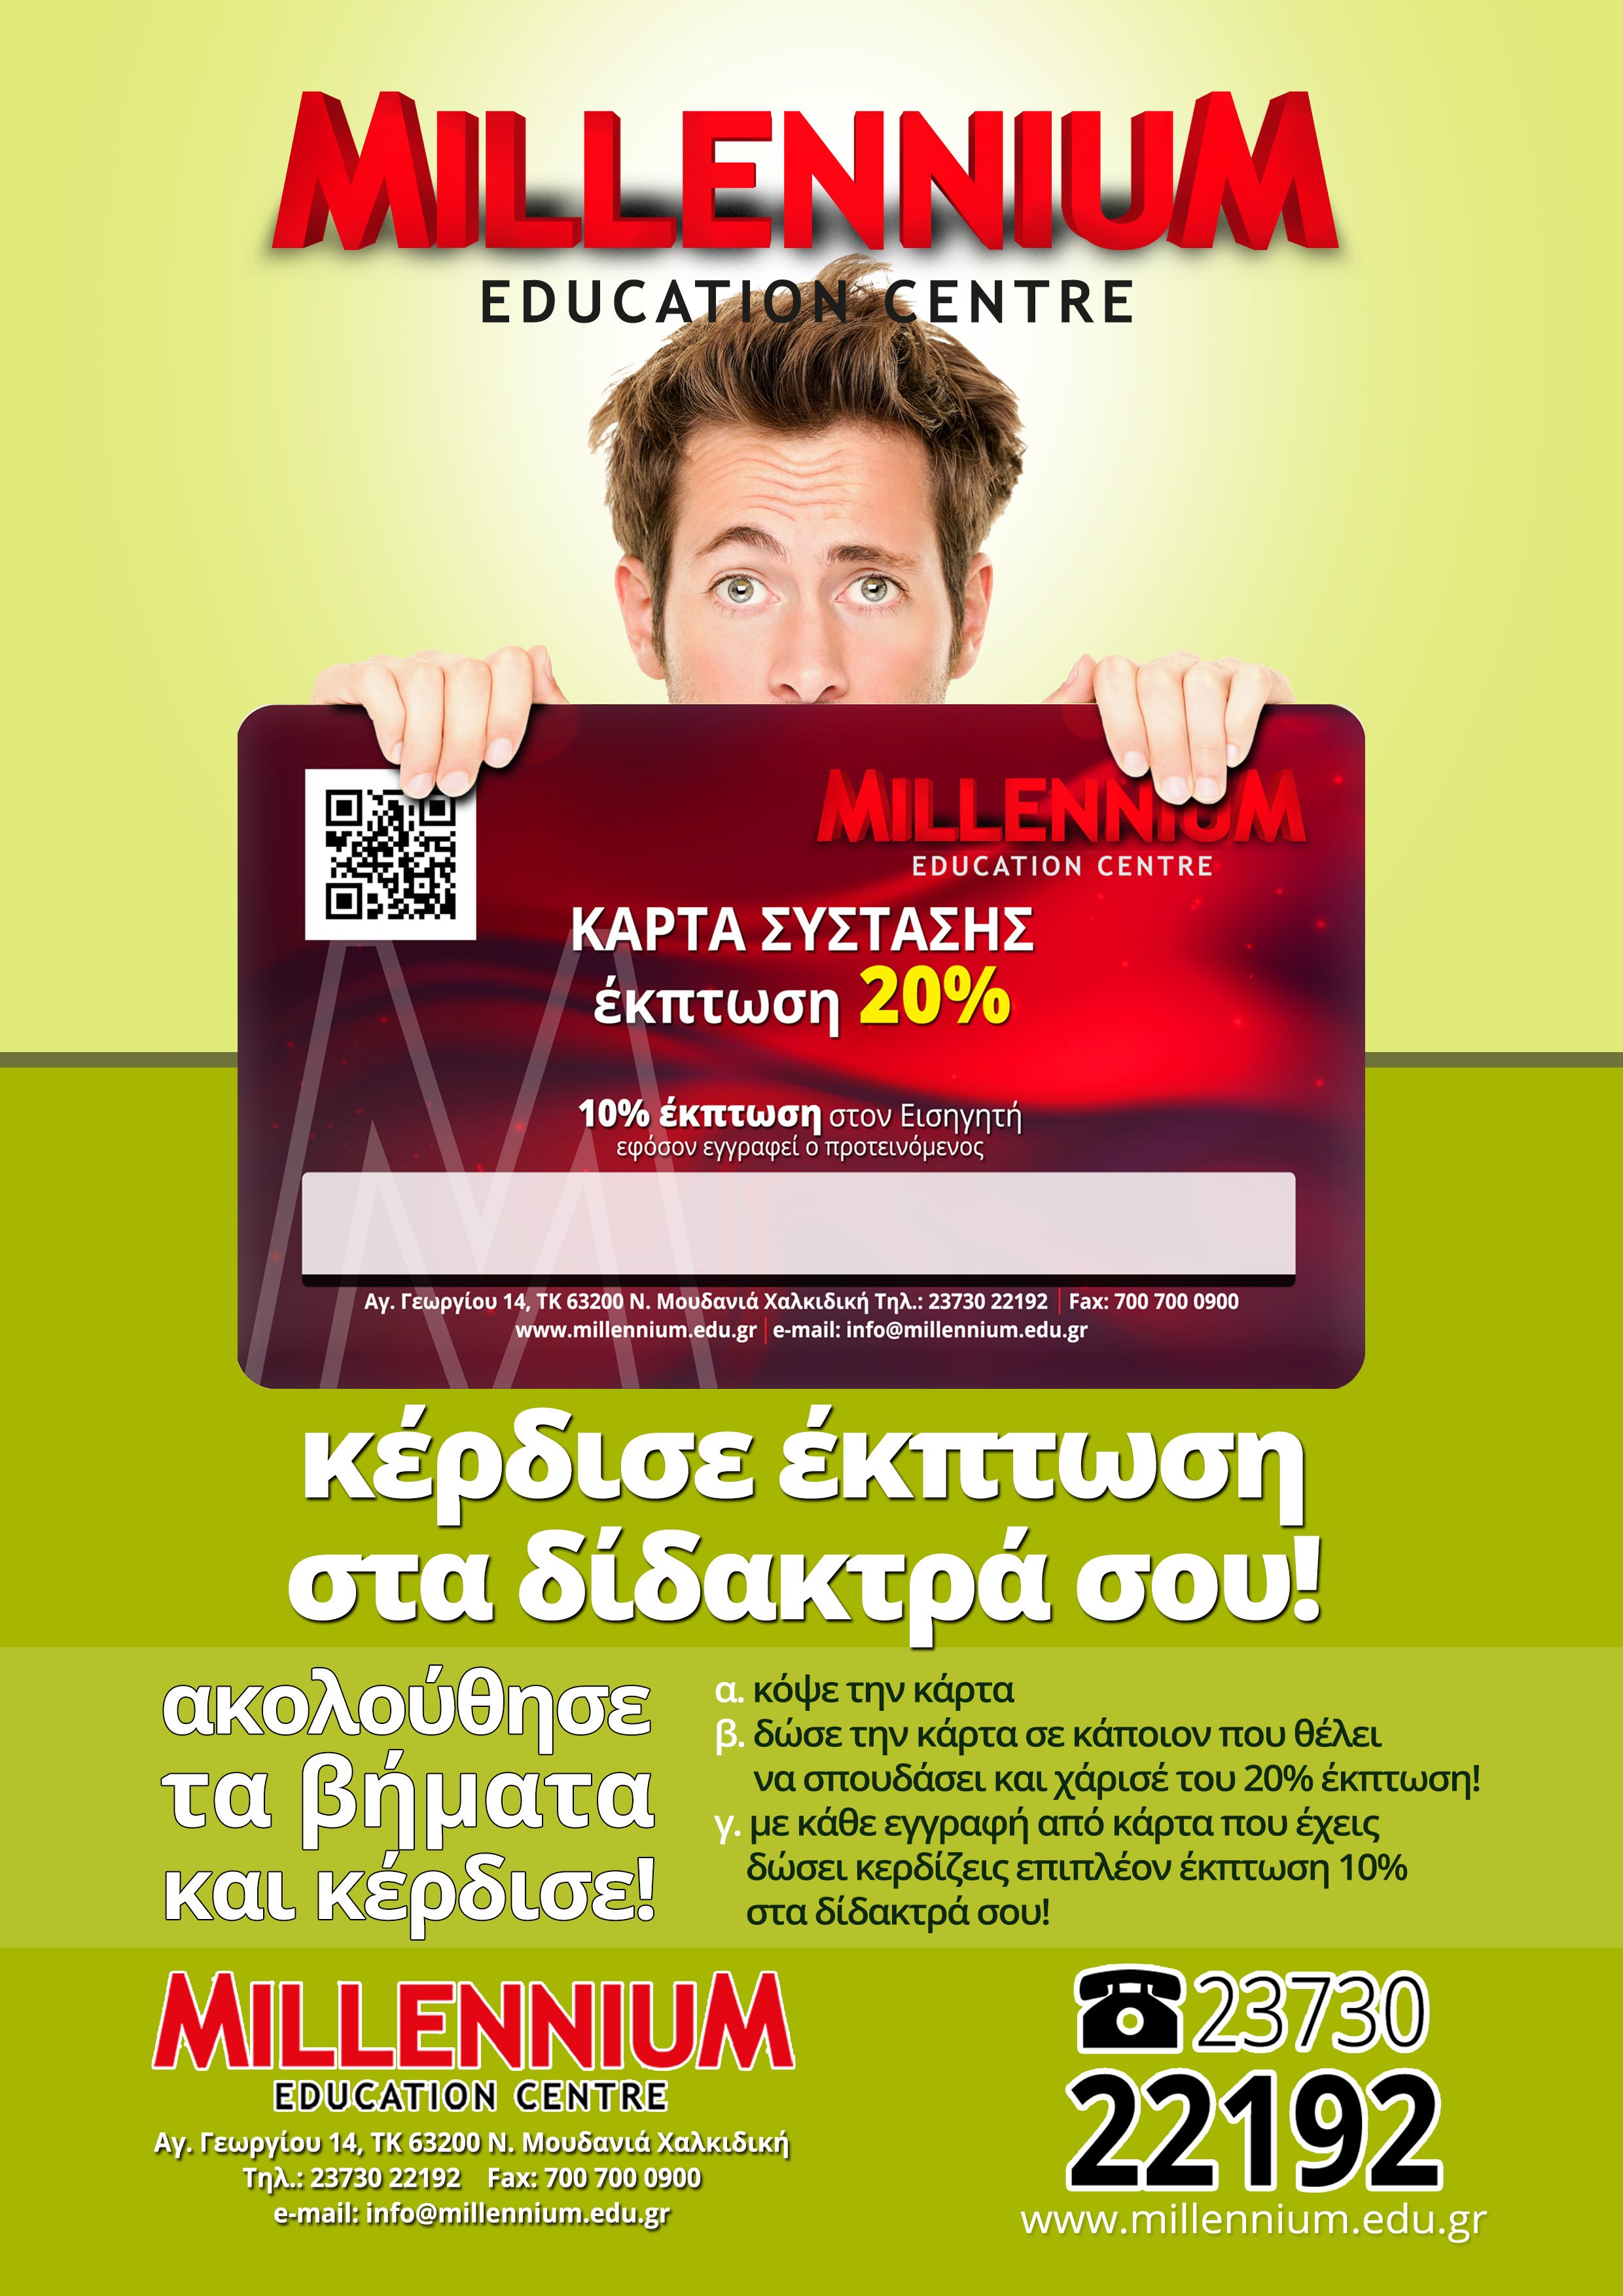 MILLENNIUM
EDUCATION CENTRE
MILLENNIUM
EDUCATION CENTRE
ΚΑΡΤΑ ΣΥΣΤΑΣΗΣ
έκπτωση 20%
10% έκπτωση στον Εισηγητή
εφόσον εγγραφεί ο προτεινόμενος
Αγ. Γεωργίου 14, ΤΚ 63200 Ν. Μουδανιά Χαλκιδική Τηλ.: 23730 22192 | Fax: 700 700 0900
www.millennium.edu.gr | e-mail: info@millennium.edu.gr
κέρδισε έκπτωση
στα δίδακτρά σου!
ακολούθησε
τα βήματα
και κέρδισε!
α. κόψε την κάρτα
β. δώσε την κάρτα σε κάποιον που θέλει
να σπουδάσει και χάρισέ του 20% έκπτωση!
γ. με κάθε εγγραφή από κάρτα που έχεις
δώσει κερδίζεις επιπλέον έκπτωση 10%
στα δίδακτρά σου!
MILLENNIUM
EDUCATION CENTRE
Αγ. Γεωργίου 14, ΤΚ 63200 Ν. Μουδανιά Χαλκιδική
Τηλ.: 23730 22192 Fax: 700 700 0900
e-mail: info@millennium.edu.gr
23730
22192
www.millennium.edu.gr